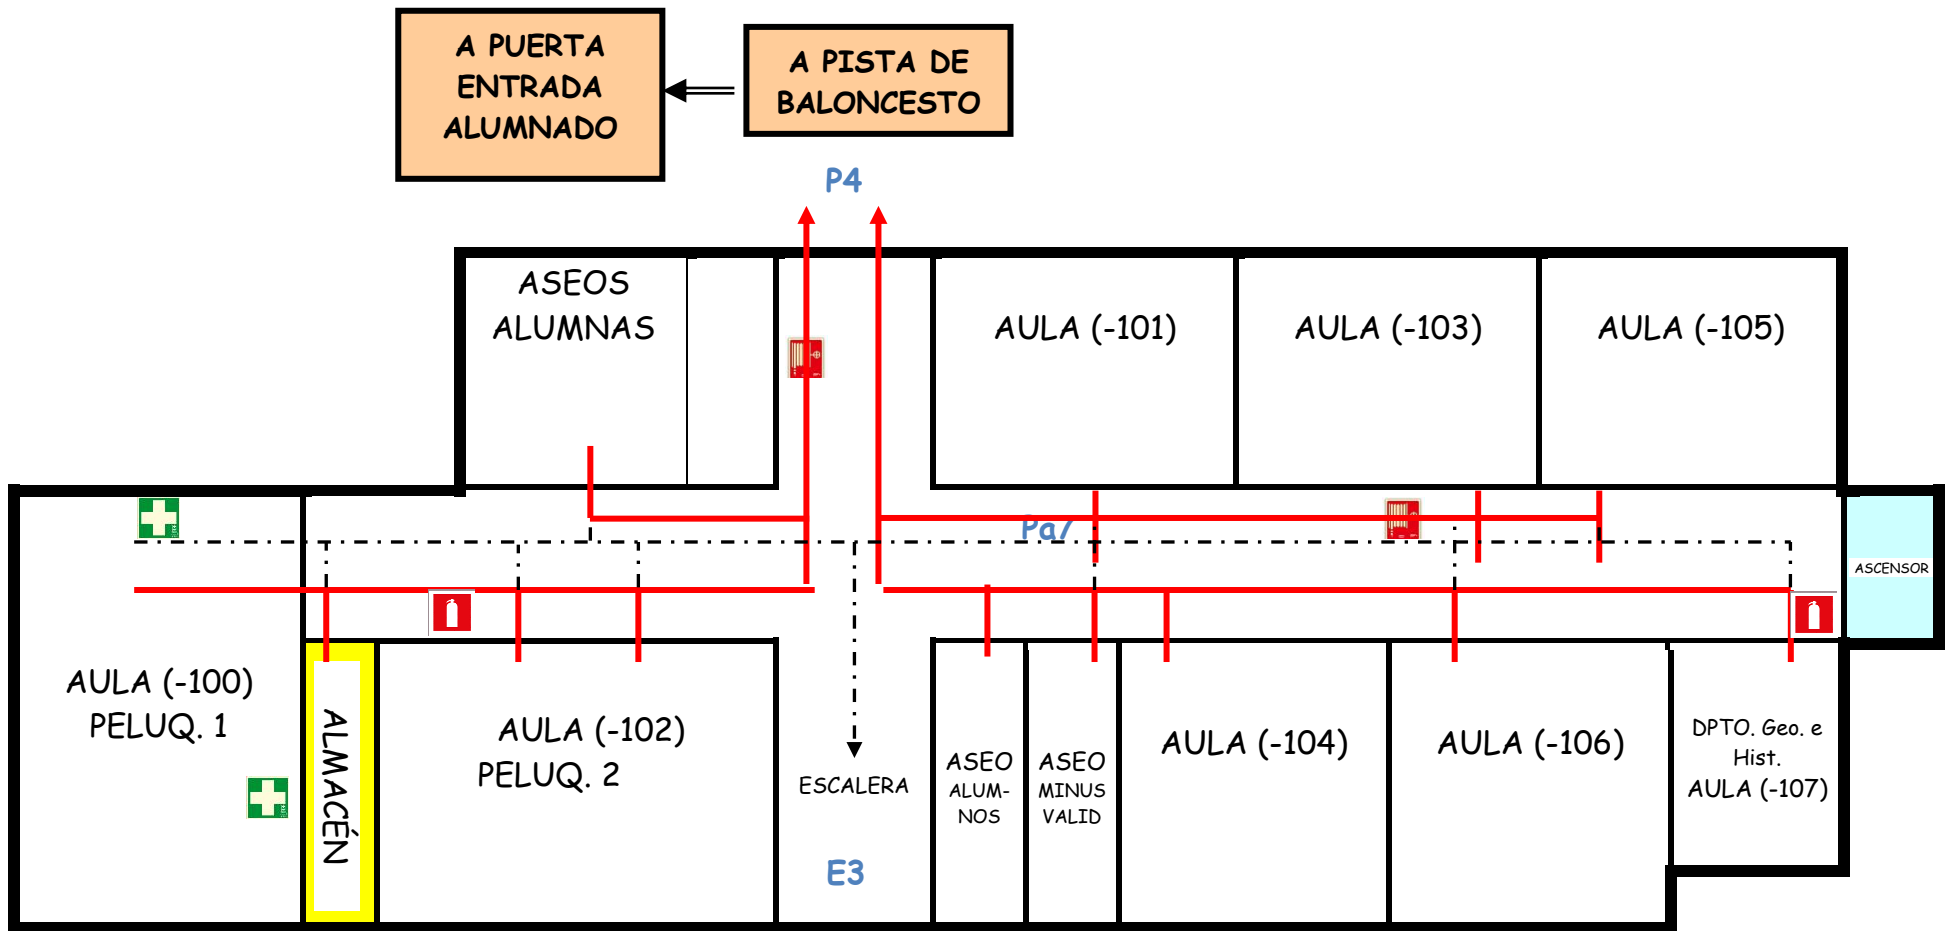 A PUERTA
ENTRADA
ALUMNADO
A PISTA DE
BALONCESTO
P4
ASEOS
ALUMNAS
AULA (-101)
AULA (-103)
AULA (-105)
Pa7
ASCENSOR
AULA (-100)
PELUQ. 1
ALMACÉN
AULA (-102)
PELUQ. 2
ESCALERA
E3
ASEO
ALUM-
NOS
ASEO
MINUS
VALID
AULA (-104)
AULA (-106)
DPTO. Geo. e
Hist.
AULA (-107)